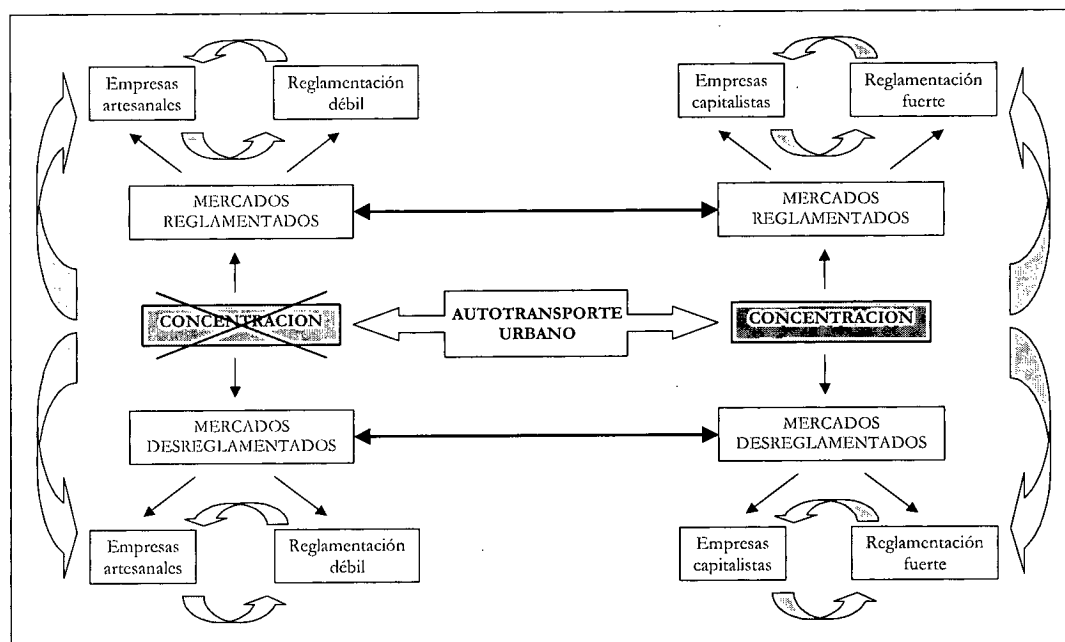 Empresas
artesanales
Reglamentación
débil
Empresas
capitalistas
Reglamentación
fuerte
MERCADOS
REGLAMENTADOS
MERCADOS
REGLAMENTADOS
CONCENTRACION
AUTOTRANSPORTE
URBANO
CONCENTRACION
MERCADOS
DESREGLAMENTADOS
MERCADOS
DESREGLAMENTADOS
Empresas
artesanales
Reglamentación
débil
Empresas
capitalistas
Reglamentación
fuerte